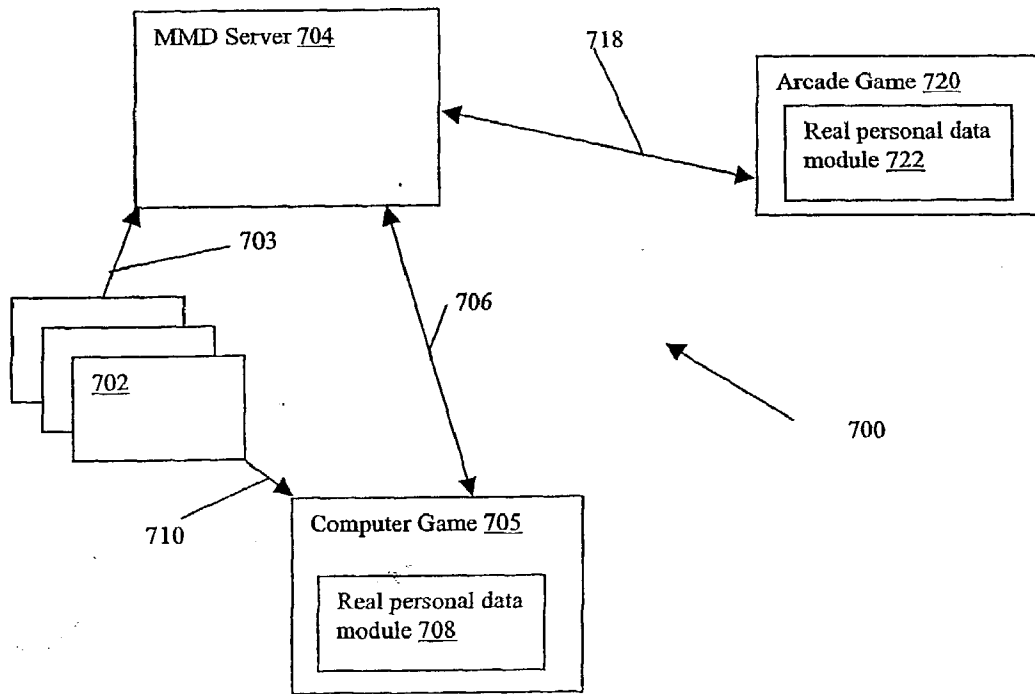 MMD Server 704
718
Arcade Game 720
Real personal data
module 722
703
706
702
700
710
Computer Game 705
Real personal data
module 708